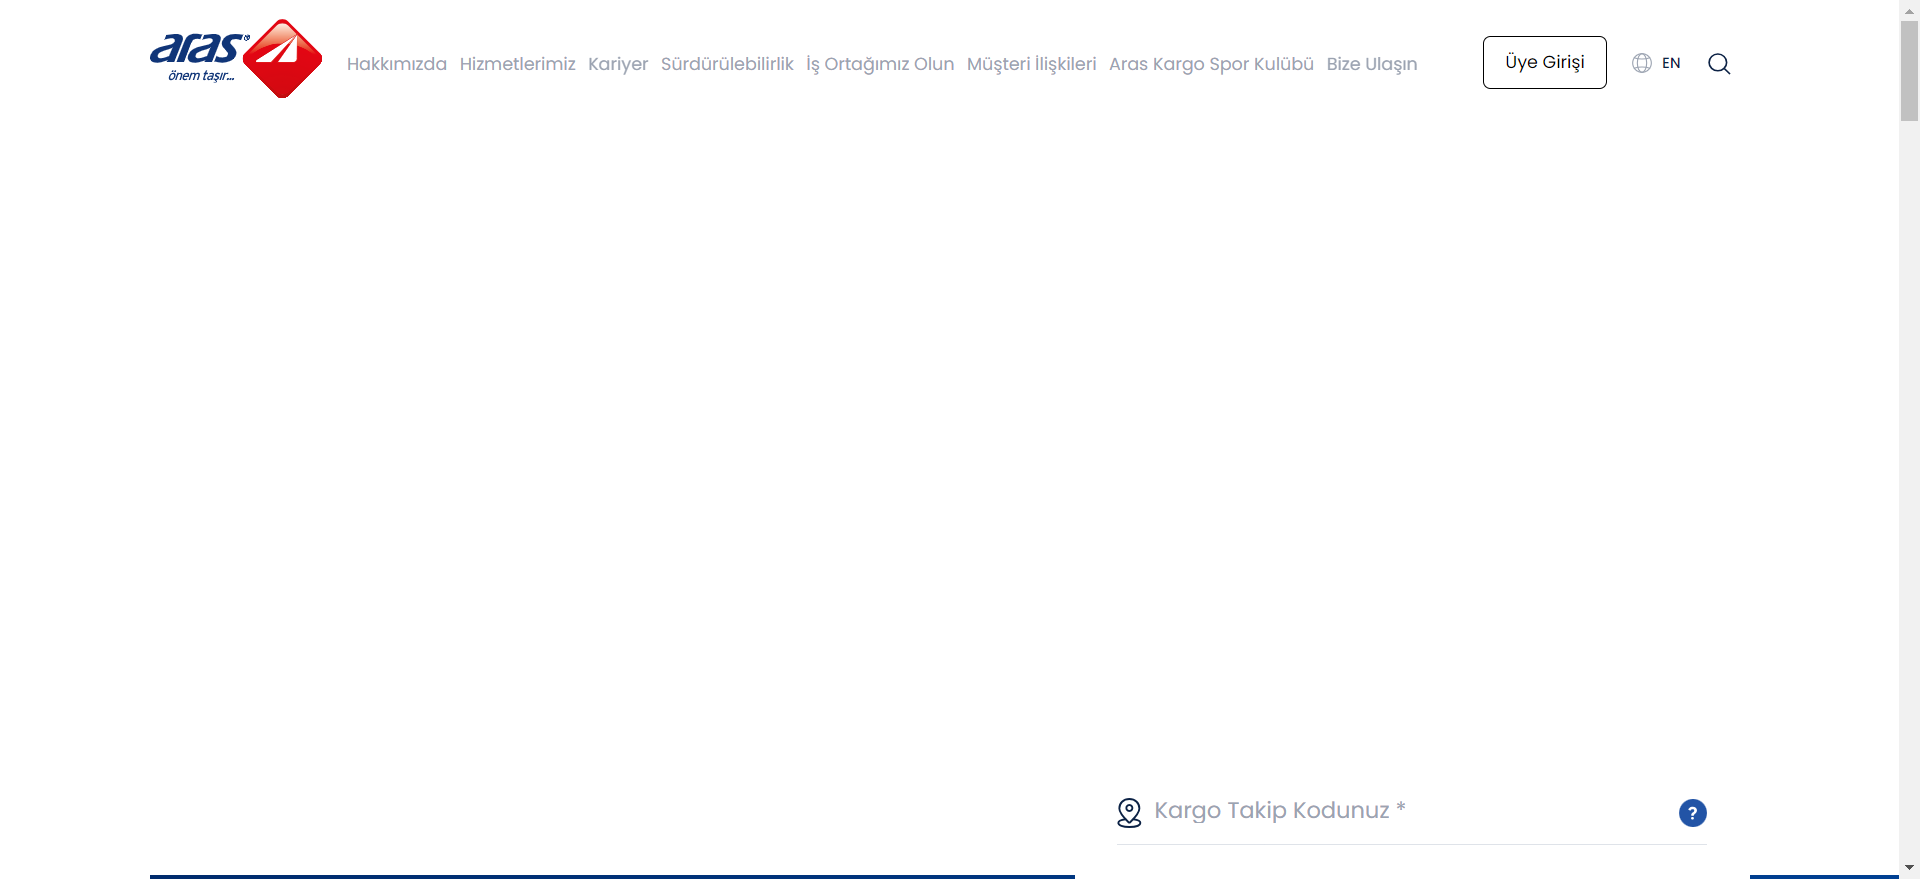 aras®
önem taşır...
Hakkımızda Hizmetlerimiz Kariyer Sürdürülebilirlik İş Ortağımız Olun Müşteri İlişkileri Aras Kargo Spor Kulübü Bize Ulaşın
Üye Girişi
EN
Kargo Takip Kodunuz *
?